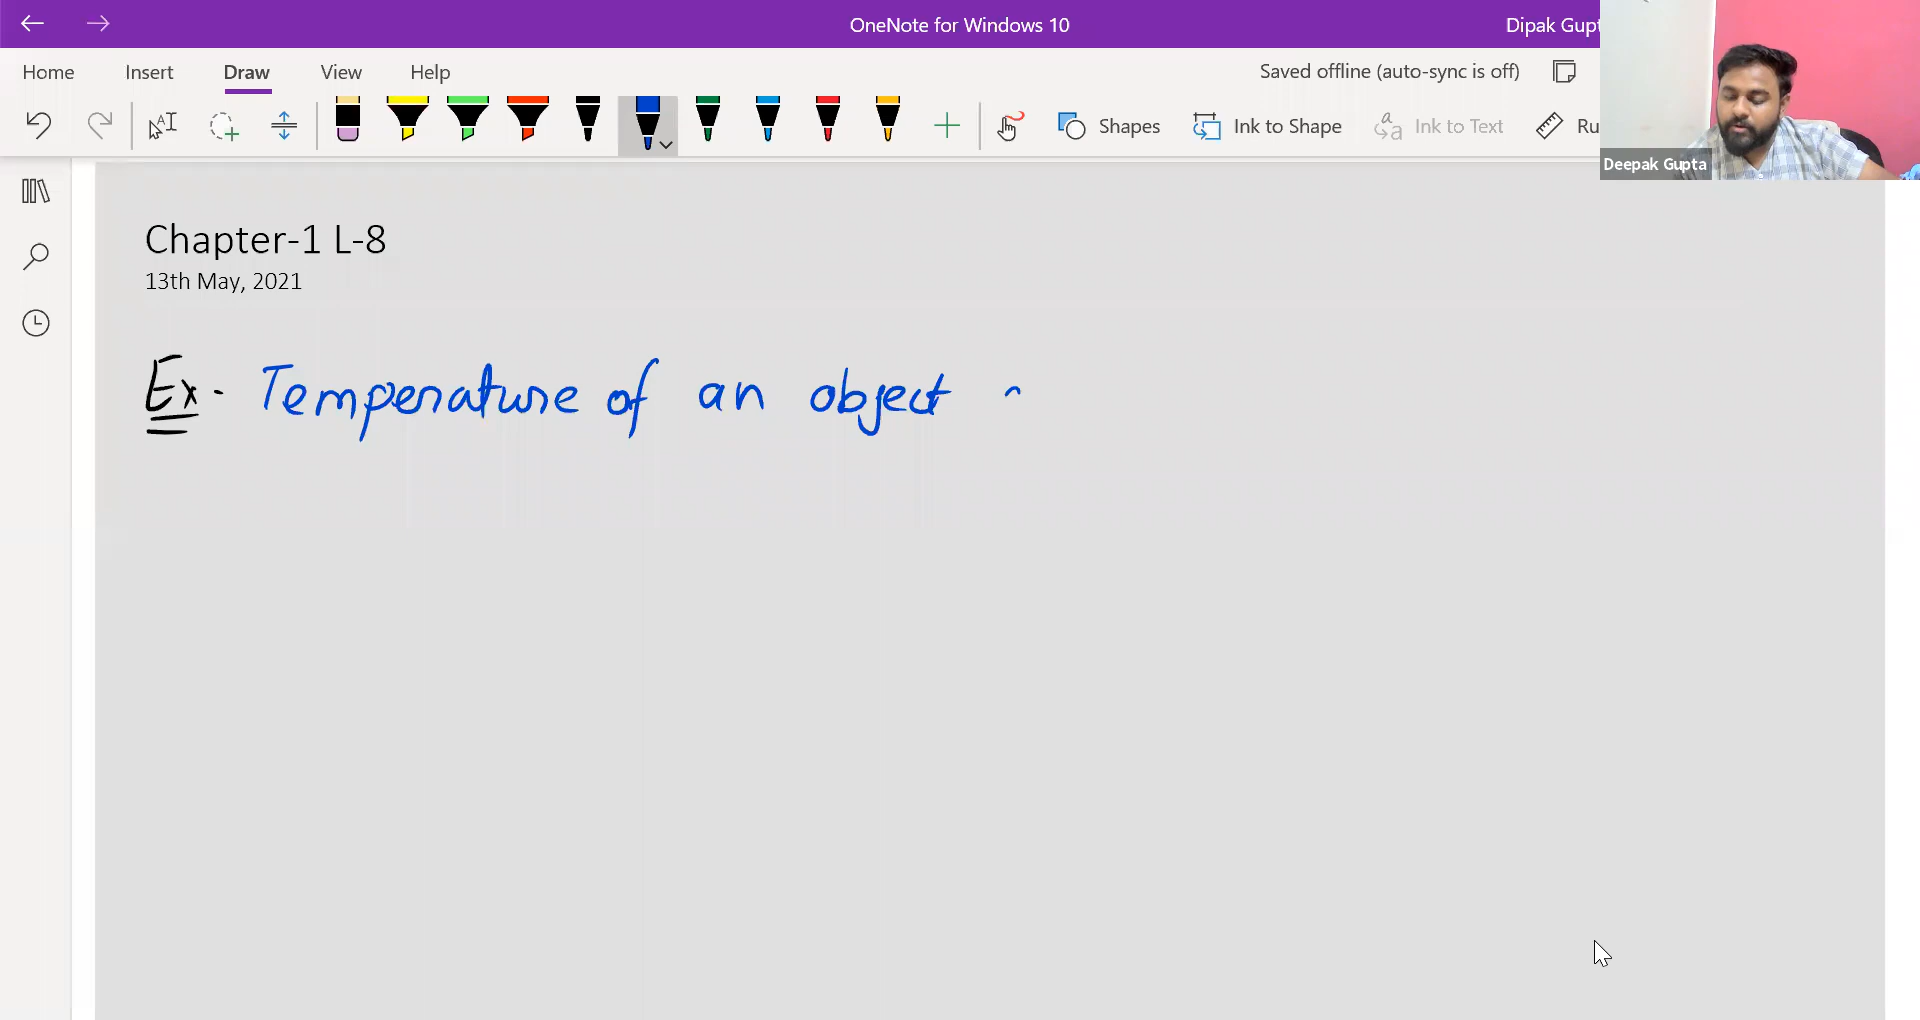 OneNote for Windows 10
Dipak Gupt
Home Insert Draw View Help
Saved offline (auto-sync is off)
Shapes Ink to Shape Ink to Text Ru
Deepak Gupta
Chapter-1 L-8
13th May, 2021
Ex- Temperature of an object